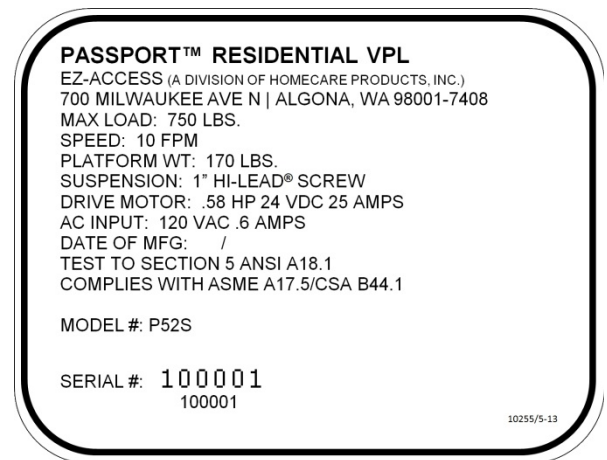 PASSPORT™ RESIDENTIAL VPL
EZ-ACCESS (A DIVISION OF HOMECARE PRODUCTS, INC.)
700 MILWAUKEE AVE N | ALGONA, WA 98001-7408
MAX LOAD: 750 LBS.
SPEED: 10 FPM
PLATFORM WT: 170 LBS.
SUSPENSION: 1” HI-LEAD® SCREW
DRIVE MOTOR: .58 HP 24 VDC 25 AMPS
AC INPUT: 120 VAC .6 AMPS
DATE OF MFG: /
TEST TO SECTION 5 ANSI A18.1
COMPLIES WITH ASME A17.5/CSA B44.1
MODEL #: P52S
SERIAL #: 100001
100001
10255/5-13